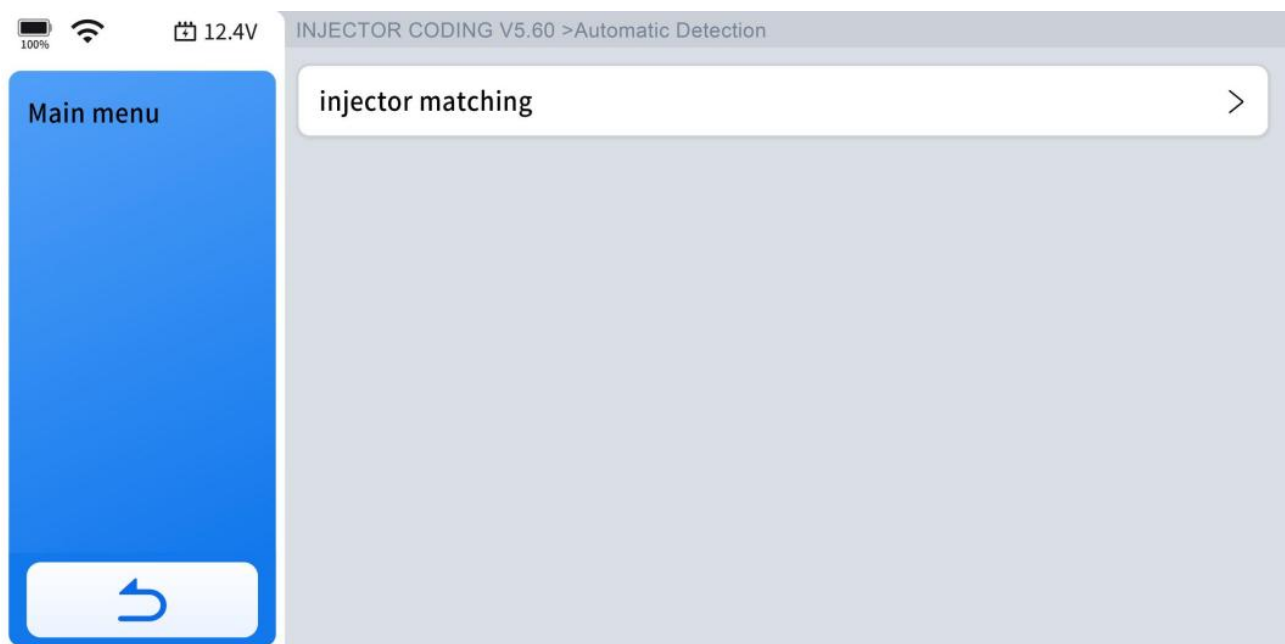 100%
12.4V
INJECTOR CODING V5.60 >Automatic Detection
Main menu
injector matching